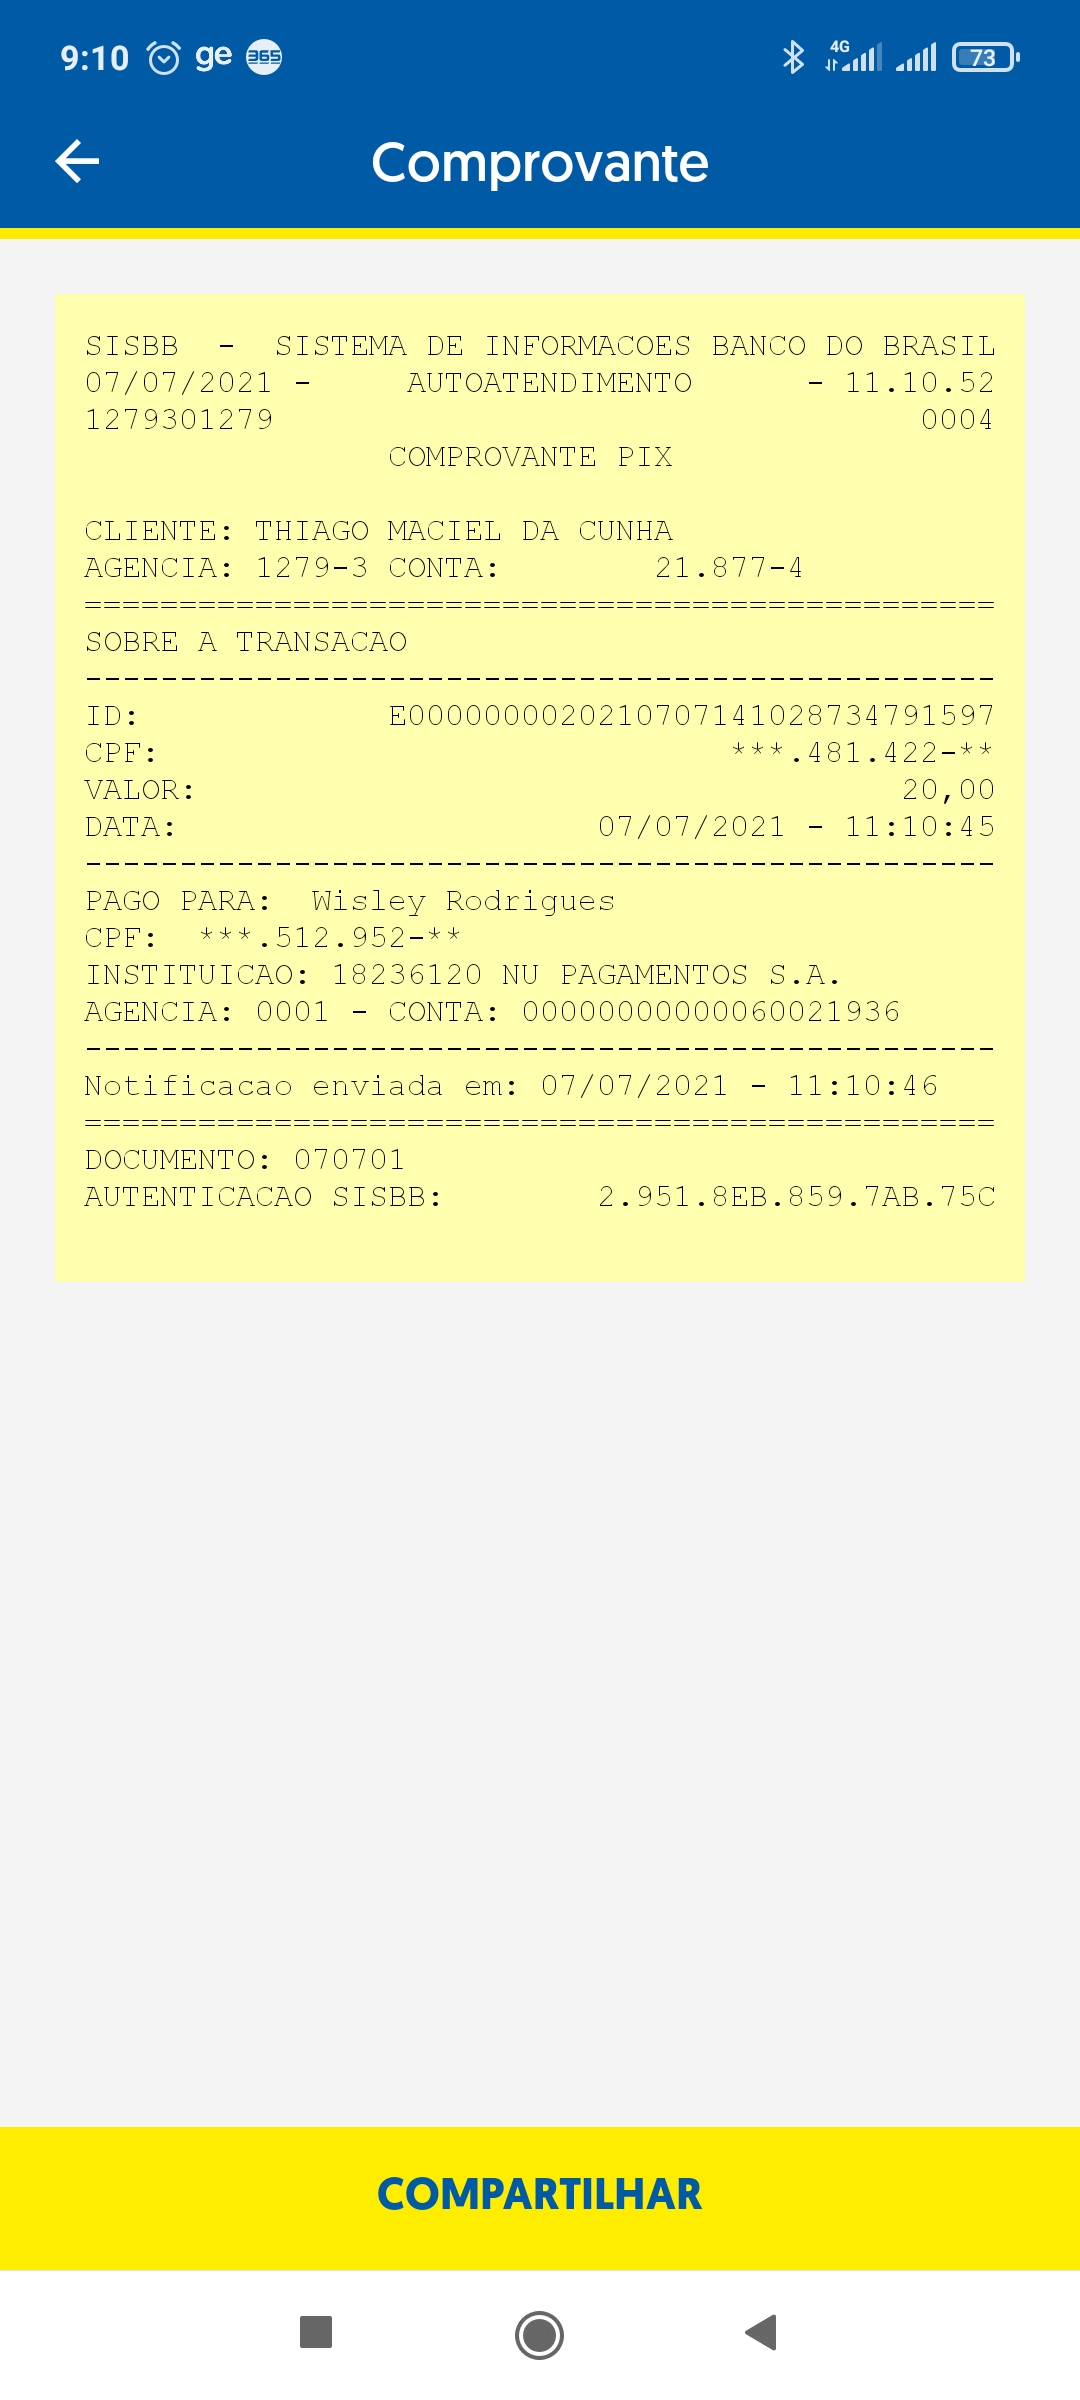 9:10 ge 365 4G 73
Comprovante
SISBB - SISTEMA DE INFORMACOES BANCO DO BRASIL
07/07/2021 - AUTOATENDIMENTO - 11.10.52
1279301279 0004
COMPROVANTE PIX
CLIENTE: THIAGO MACIEL DA CUNHA
AGENCIA: 1279-3 CONTA: 21.877-4
================================================
SOBRE A TRANSACAO
------------------------------------------------
ID: E0000000020210707141028734791597
CPF: ***.481.422-**
VALOR: 20,00
DATA: 07/07/2021 - 11:10:45
------------------------------------------------
PAGO PARA: Wisley Rodrigues
CPF: ***.512.952-**
INSTITUICAO: 18236120 NU PAGAMENTOS S.A.
AGENCIA: 0001 - CONTA: 00000000000060021936
------------------------------------------------
Notificacao enviada em: 07/07/2021 - 11:10:46
================================================
DOCUMENTO: 070701
AUTENTICACAO SISBB: 2.951.8EB.859.7AB.75C
COMPARTILHAR